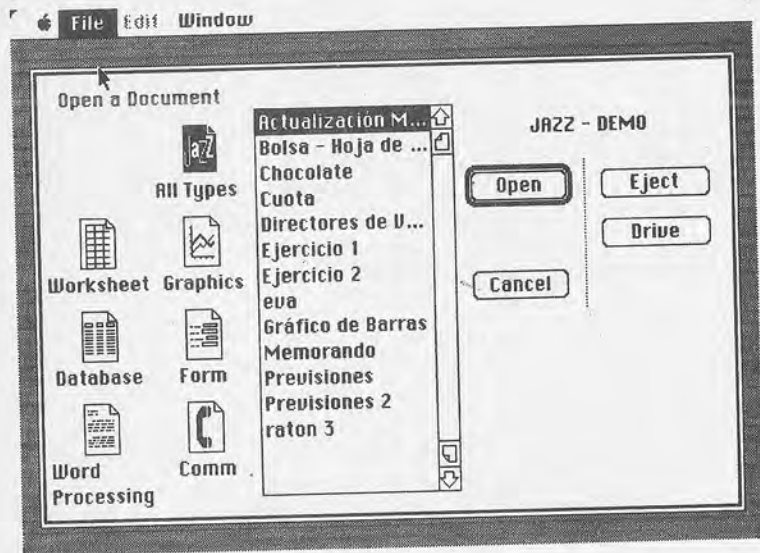 File Edit Window
Open a Document
Jazz
All Types
Worksheet Graphics
Database Form
Word Processing
Comm
Actualización M...
Bolsa - Hoja de ...
Chocolate
Cuota
Directores de V...
Ejercicio 1
Ejercicio 2
eva
Gráfico de Barras
Memorando
Previsiones
Previsiones 2
raton 3
JAZZ - DEMO
Open Eject
Drive
Cancel